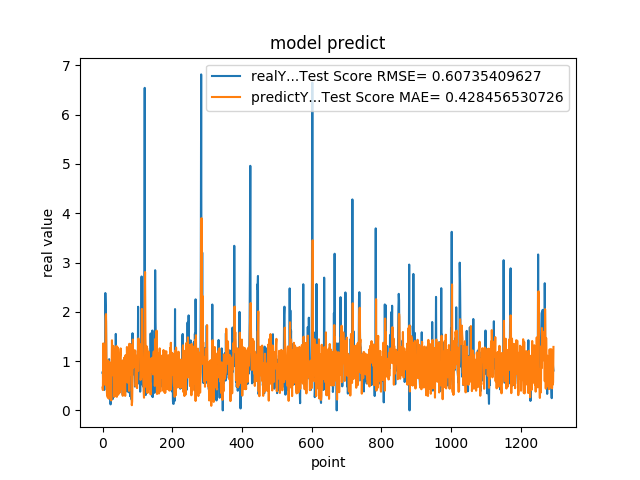 model predict
realY...Test Score RMSE= 0.60735409627
predictY...Test Score MAE= 0.428456530726
7
6
5
4
3
2
1
0
real value
0 200 400 600 800 1000 1200
point